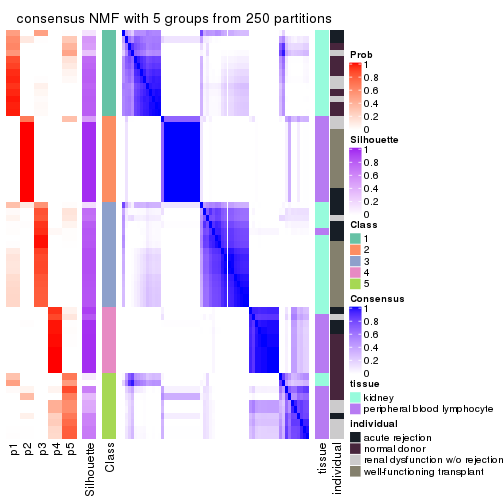 consensus NMF with 5 groups from 250 partitions
Prob
1
0.8
0.6
0.4
0.2
0
Silhouette
1
0.8
0.6
0.4
0.2
0
Class
1
2
3
4
5
Consensus
1
0.8
0.6
0.4
0.2
0
tissue
kidney
peripheral blood lymphocyte
individual
acute rejection
normal donor
renal dysfunction w/o rejection
well-functioning transplant
p1
p2
p3
p4
p5
Silhouette
Class
tissue
individual